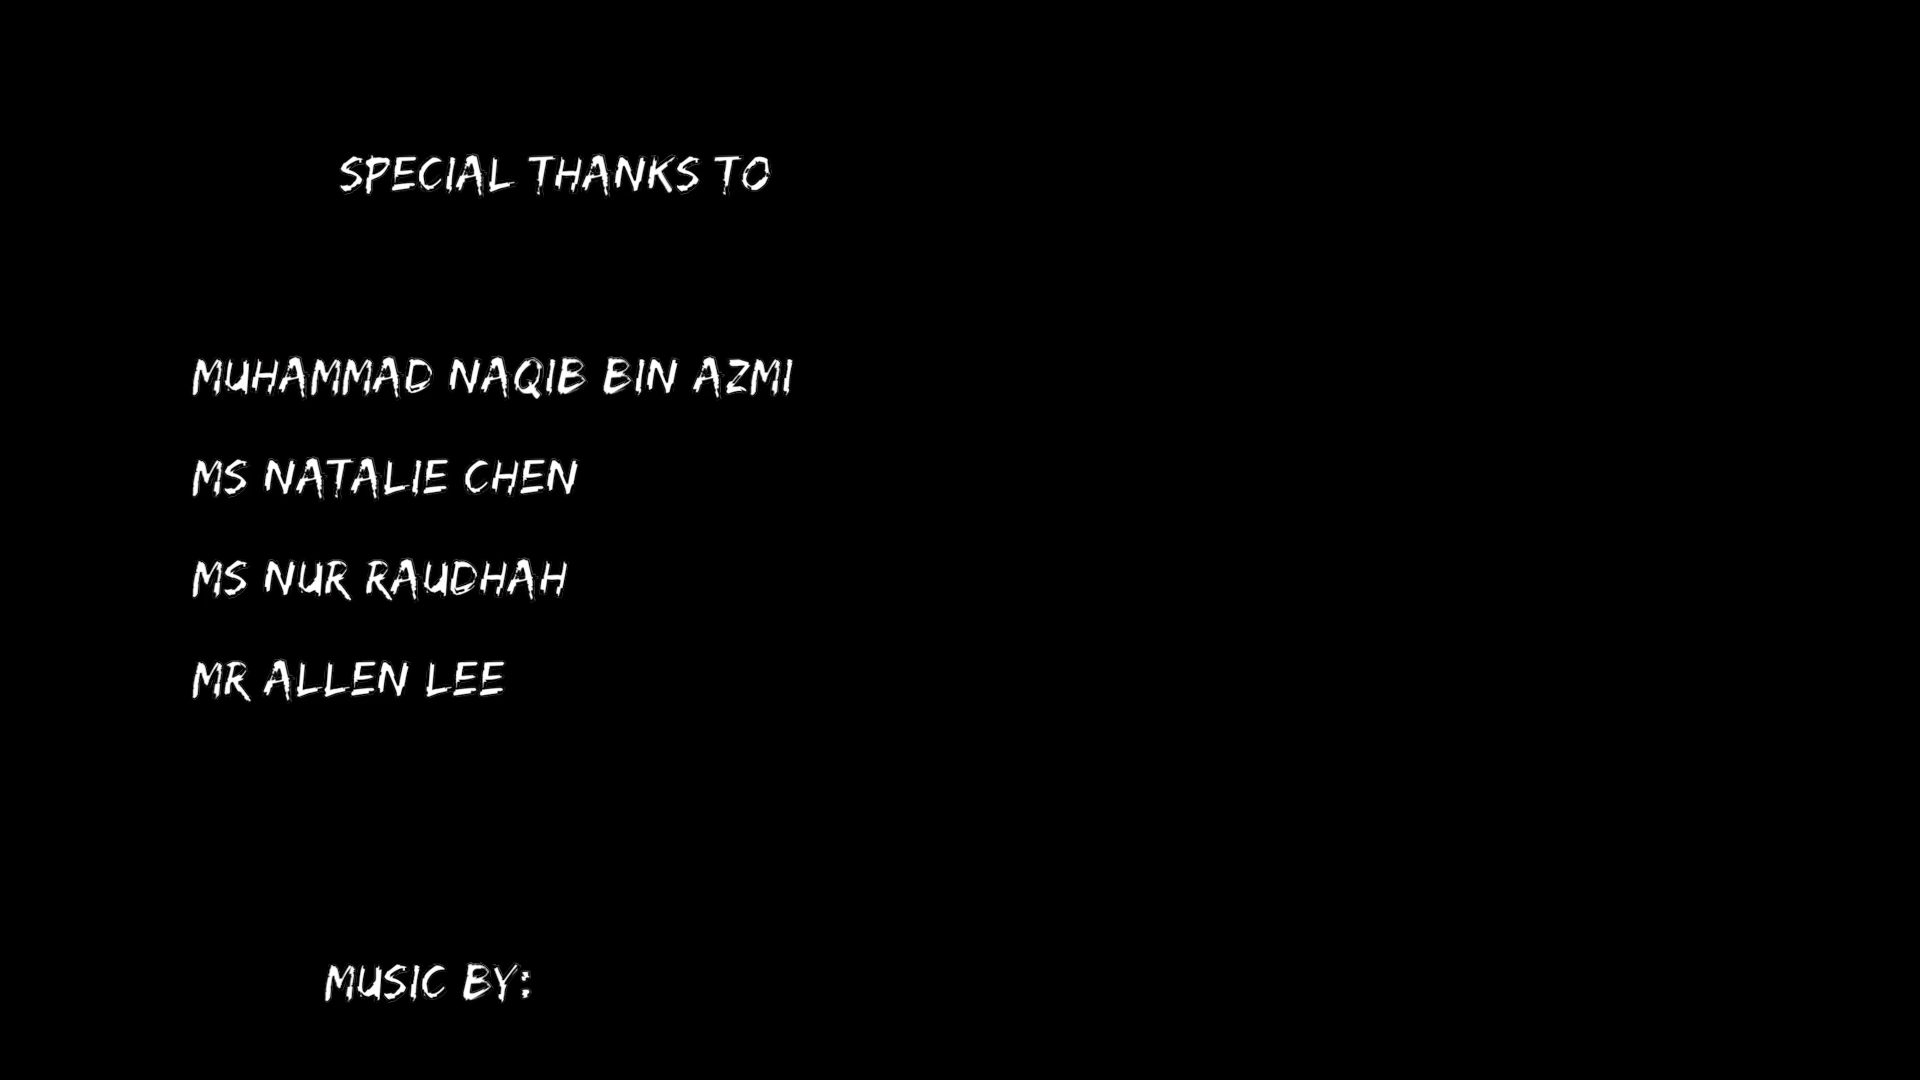 SPECIAL THANKS TO
MUHAMMAD NAQIB BIN AZMI
MS NATALIE CHEN
MS NUR RAUDHAH
MR ALLEN LEE
MUSIC BY: